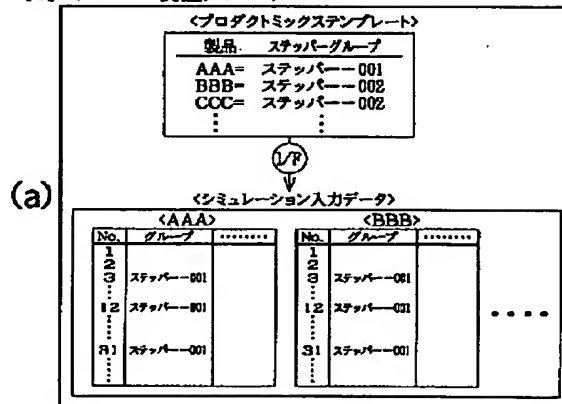 <プロダクトミックステンプレート>
製品 ステッパーグループ
AAA= ステッパー-001
BBB= ステッパー-002
CCC= ステッパー-002
I/F
(a)
<シミュレーション入力データ>
<AAA>
No. グループ ........
1
2
3 ステッパー-001
12 ステッパー-001
31 ステッパー-001
<BBB>
No. グループ ........
1
2
3 ステッパー-001
12 ステッパー-001
31 ステッパー-001